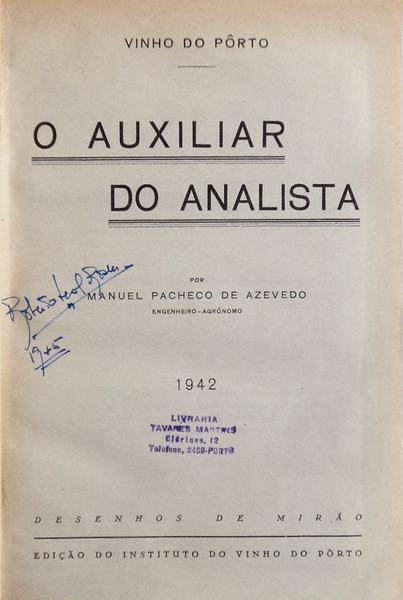 VINHO DO PÔRTO
O AUXILIAR
DO ANALISTA
POR
MANUEL PACHECO DE AZEVEDO
ENGENHEIRO-AGRÓNOMO
1945
1942
LIVRARIA
TAVARES MARTINS
Clérigos, 12
Telefone, 2459-PORTO
DESENHOS DE MIRÃO
EDIÇÃO DO INSTITUTO DO VINHO DO PÔRTO